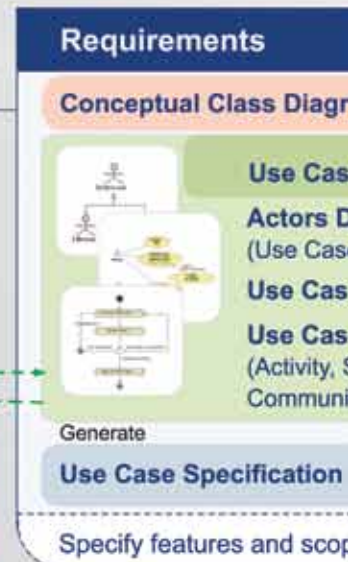 Requirements
Conceptual Class Diagr
Use Cas
Actors D
(Use Case
Use Cas
Use Cas
(Activity, S
Communi
Generate
Use Case Specification
Specify features and scop